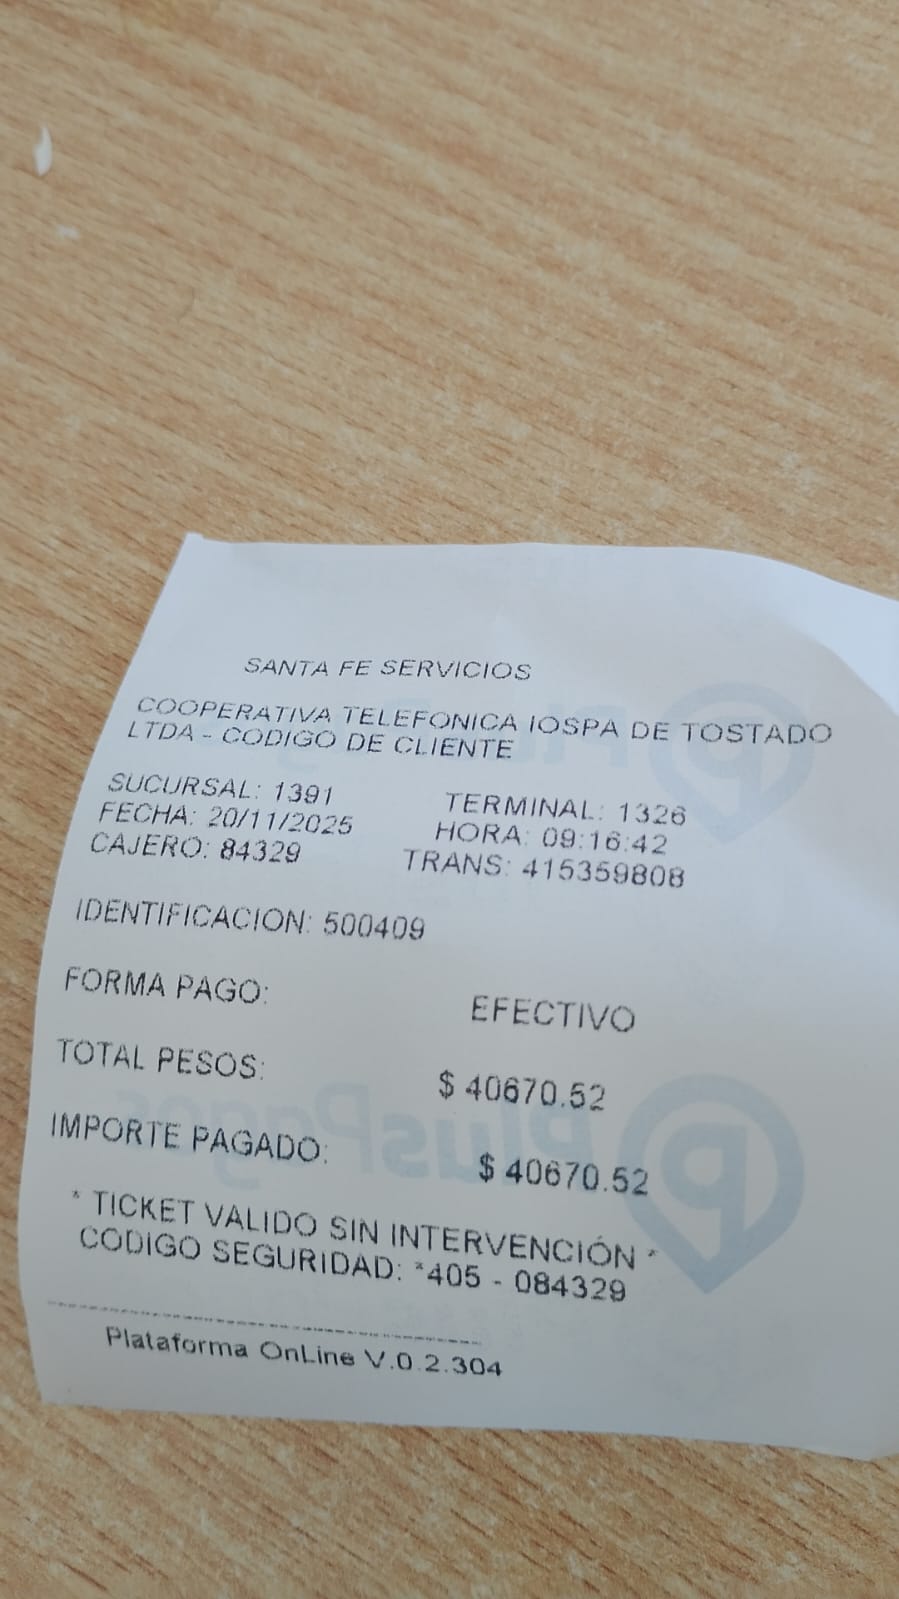 SANTA FE SERVICIOS
COOPERATIVA TELEFONICA IOSPA DE TOSTADO
LTDA - CODIGO DE CLIENTE
SUCURSAL: 1391 TERMINAL: 1326
FECHA: 20/11/2025 HORA: 09:16:42
CAJERO: 84329 TRANS: 415359808
IDENTIFICACION: 500409
FORMA PAGO: EFECTIVO
TOTAL PESOS: $ 40670.52
IMPORTE PAGADO: $ 40670.52
* TICKET VALIDO SIN INTERVENCIÓN *
CODIGO SEGURIDAD: *405 - 084329
Plataforma OnLine V.0.2.304
PlusPagos